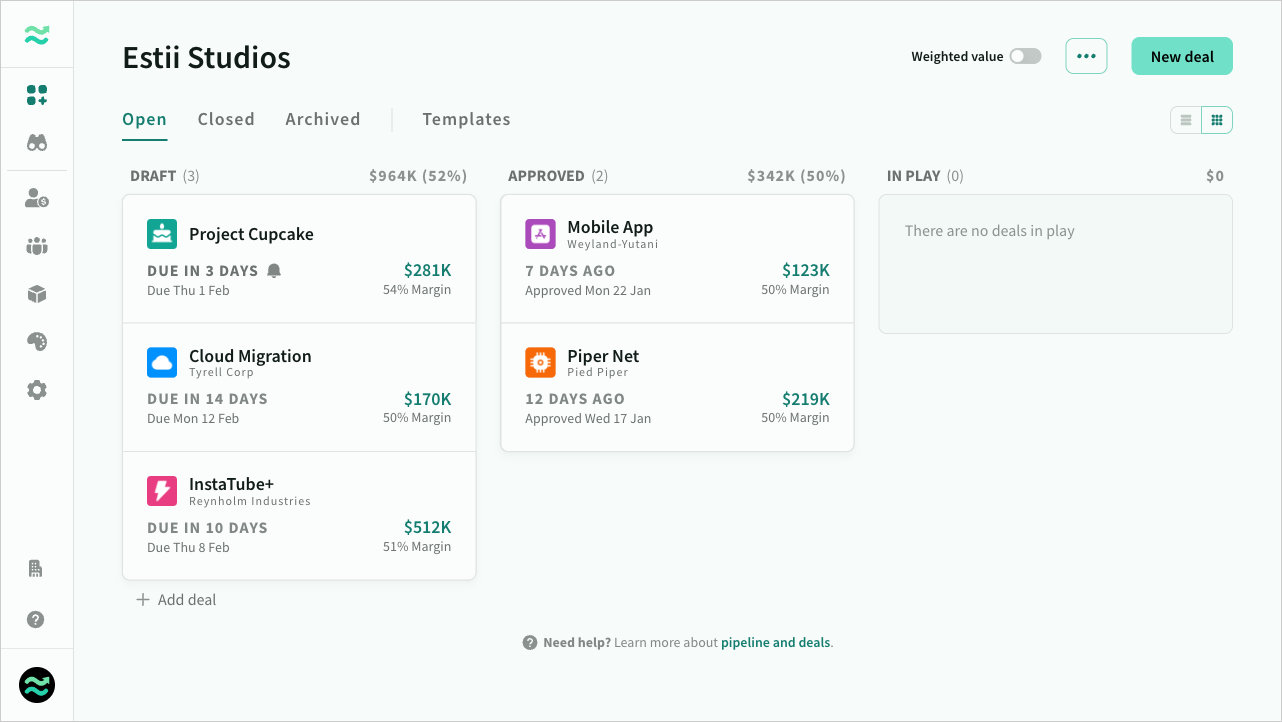 Estii Studios
Weighted value
New deal
Open Closed Archived Templates
DRAFT (3) $964K (52%)
Project Cupcake
DUE IN 3 DAYS $281K
Due Thu 1 Feb 54% Margin
Cloud Migration
Tyrell Corp
DUE IN 14 DAYS $170K
Due Mon 12 Feb 50% Margin
InstaTube+
Reynholm Industries
DUE IN 10 DAYS $512K
Due Thu 8 Feb 51% Margin
Add deal
APPROVED (2) $342K (50%)
Mobile App
Weyland-Yutani
7 DAYS AGO $123K
Approved Mon 22 Jan 50% Margin
Piper Net
Pied Piper
12 DAYS AGO $219K
Approved Wed 17 Jan 50% Margin
IN PLAY (0) $0
There are no deals in play
Need help? Learn more about pipeline and deals.